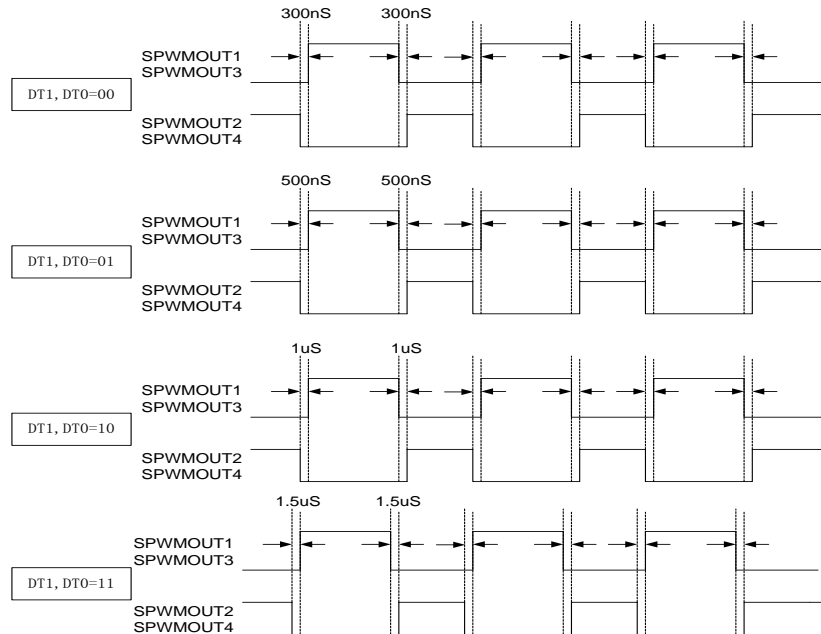 300nS 300nS
SPWMOUT1
SPWMOUT3
DT1, DT0=00
SPWMOUT2
SPWMOUT4
500nS 500nS
SPWMOUT1
SPWMOUT3
DT1, DT0=01
SPWMOUT2
SPWMOUT4
1uS 1uS
SPWMOUT1
SPWMOUT3
DT1, DT0=10
SPWMOUT2
SPWMOUT4
1.5uS 1.5uS
SPWMOUT1
SPWMOUT3
DT1, DT0=11
SPWMOUT2
SPWMOUT4